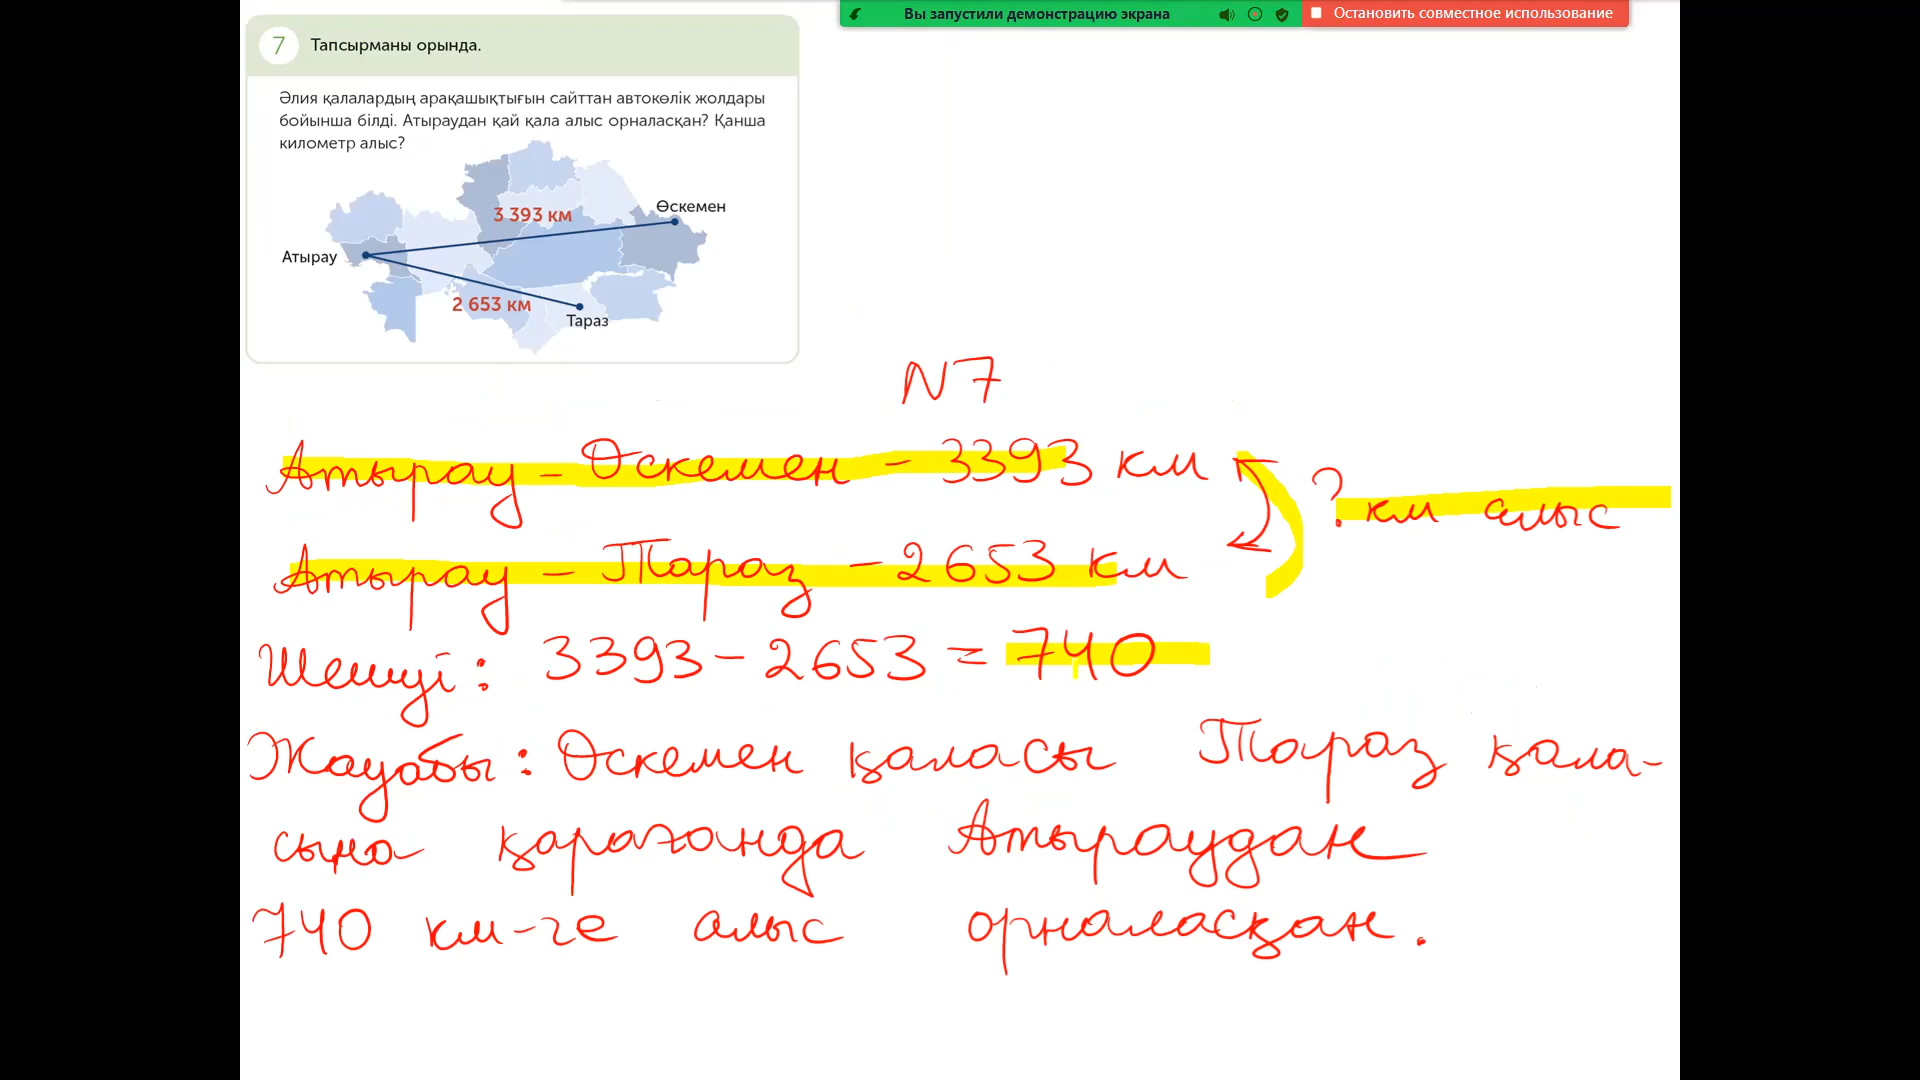 Вы запустили демонстрацию экрана
Остановить совместное использование
7 Тапсырманы орында.
Әлия қалалардың арақашықтығын сайттан автокөлік жолдары
бойынша білді. Атыраудан қай қала алыс орналасқан? Қанша
километр алыс?
3 393 км
Өскемен
Атырау
2 653 км
Тараз
N7
Атырау – Өскемен – 3393 км
? км алыс
Атырау – Тараз – 2653 км
Шешуі: 3393 – 2653 = 740
Жауабы: Өскемен қаласы Тараз қала-
сына қарағанда Атыраудан
740 км-ге алыс орналасқан.